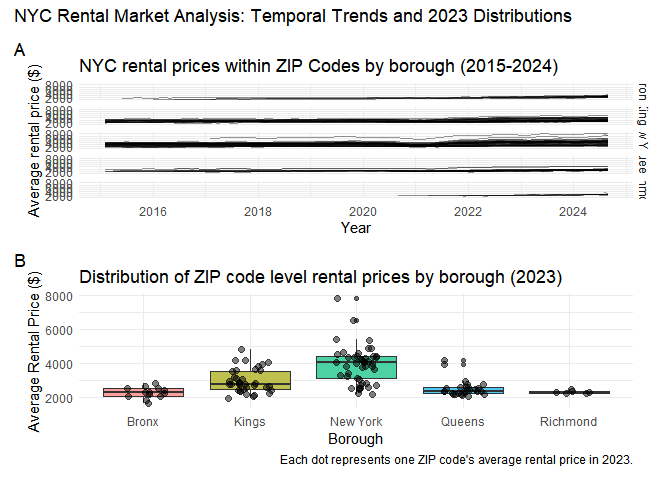 NYC Rental Market Analysis: Temporal Trends and 2023 Distributions
A
NYC rental prices within ZIP Codes by borough (2015-2024)
Average rental price ($)
2016 2018 2020 2022 2024
Year
B
Distribution of ZIP code level rental prices by borough (2023)
Average Rental Price ($)
8000
6000
4000
2000
Bronx Kings New York Queens Richmond
Borough
Each dot represents one ZIP code's average rental price in 2023.